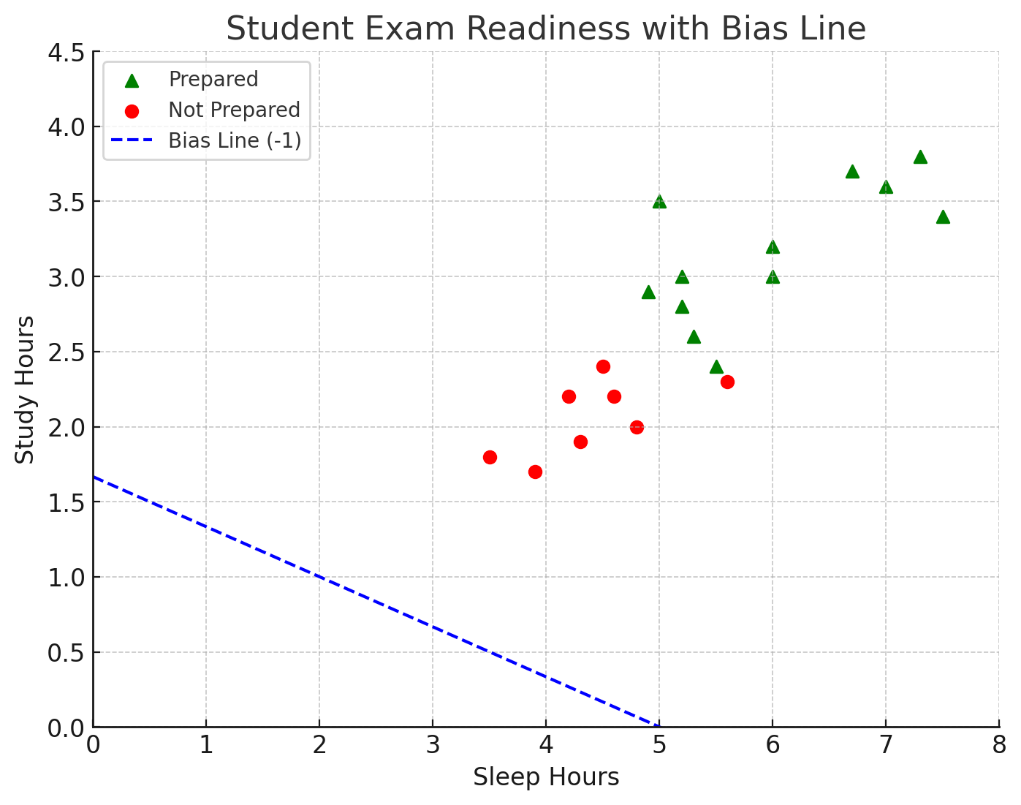 Student Exam Readiness with Bias Line
Prepared
Not Prepared
Bias Line (-1)
Study Hours
4.5
4.0
3.5
3.0
2.5
2.0
1.5
1.0
0.5
0.0
0 1 2 3 4 5 6 7 8
Sleep Hours